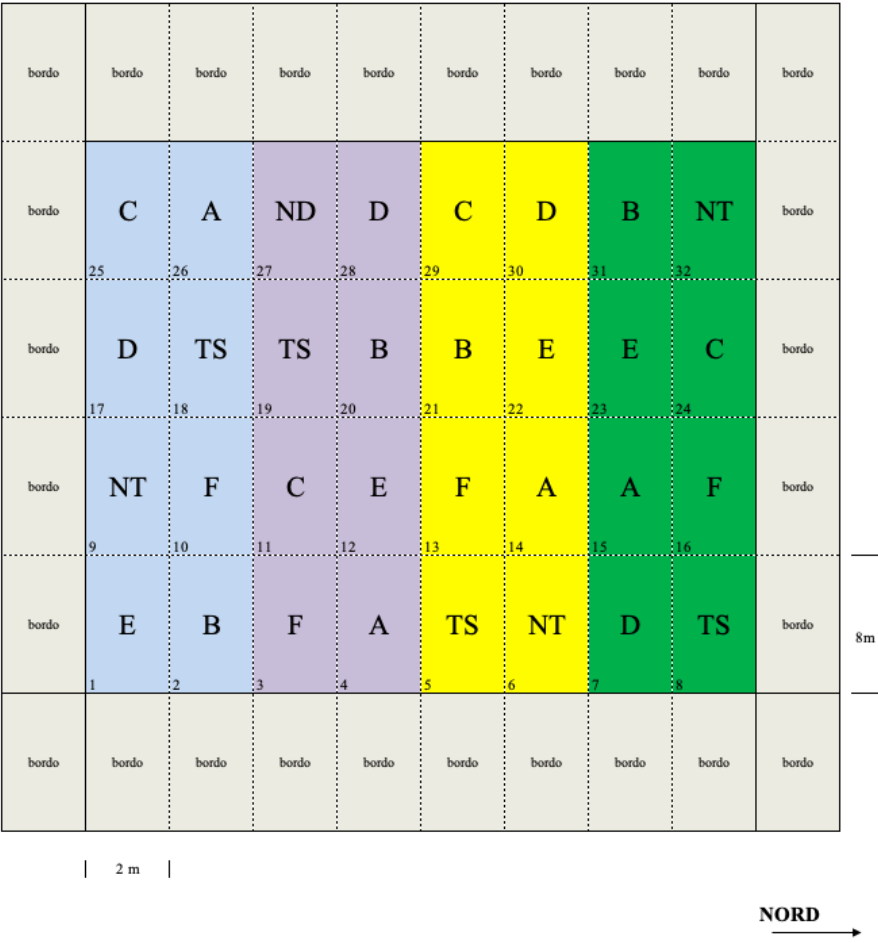 bordo bordo bordo bordo bordo bordo bordo bordo bordo bordo
bordo C A ND D C D B NT bordo
25 26 27 28 29 30 31 32
bordo D TS TS B B E E C bordo
17 18 19 20 21 22 23 24
bordo NT F C E F A A F bordo
9 10 11 12 13 14 15 16
bordo E B F A TS NT D TS bordo
8m
1 2 3 4 5 6 7 8
bordo bordo bordo bordo bordo bordo bordo bordo bordo bordo
2 m
NORD